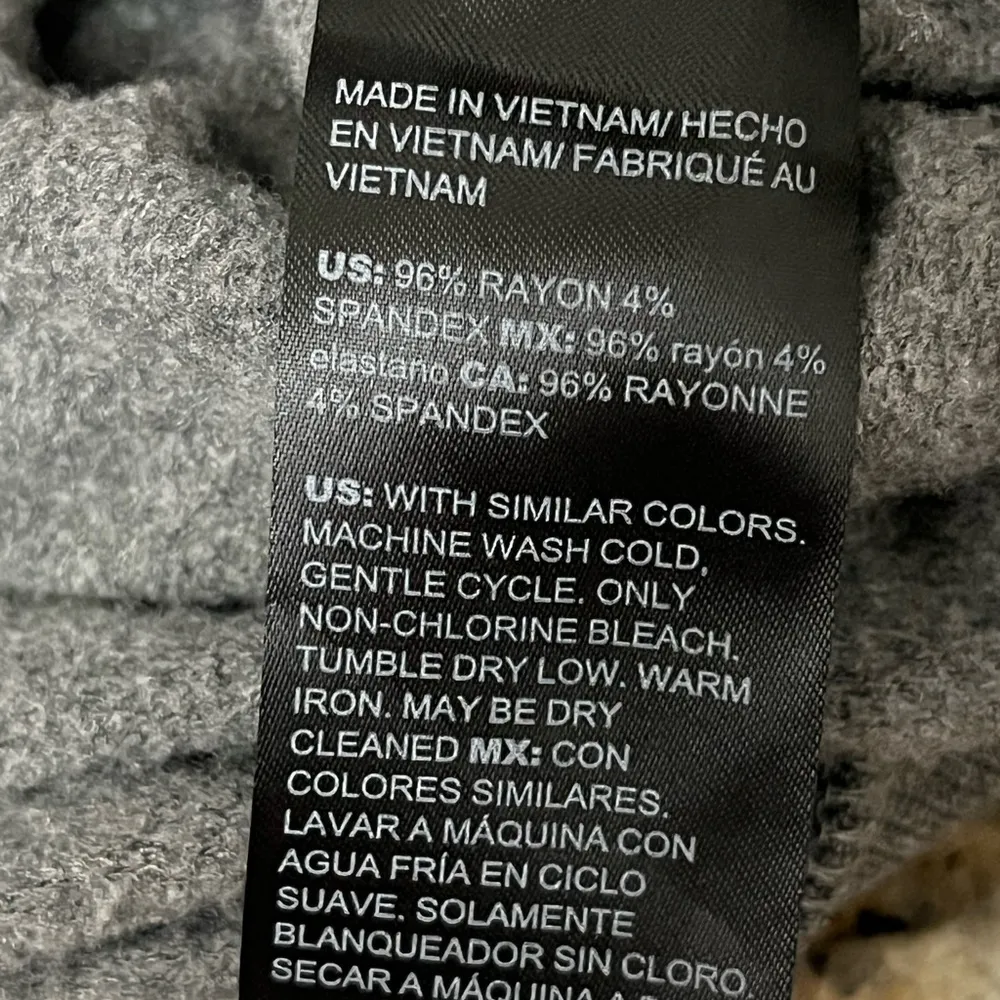 MADE IN VIETNAM/ HECHO
EN VIETNAM/ FABRIQUÉ AU
VIETNAM
US: 96% RAYON 4%
SPANDEX MX: 96% rayón 4%
elastano CA: 96% RAYONNE
4% SPANDEX
US: WITH SIMILAR COLORS.
MACHINE WASH COLD,
GENTLE CYCLE. ONLY
NON-CHLORINE BLEACH.
TUMBLE DRY LOW. WARM
IRON. MAY BE DRY
CLEANED MX: CON
COLORES SIMILARES.
LAVAR A MÁQUINA CON
AGUA FRÍA EN CICLO
SUAVE. SOLAMENTE
BLANQUEADOR SIN CLORO.
SECAR A MÁQUINA A